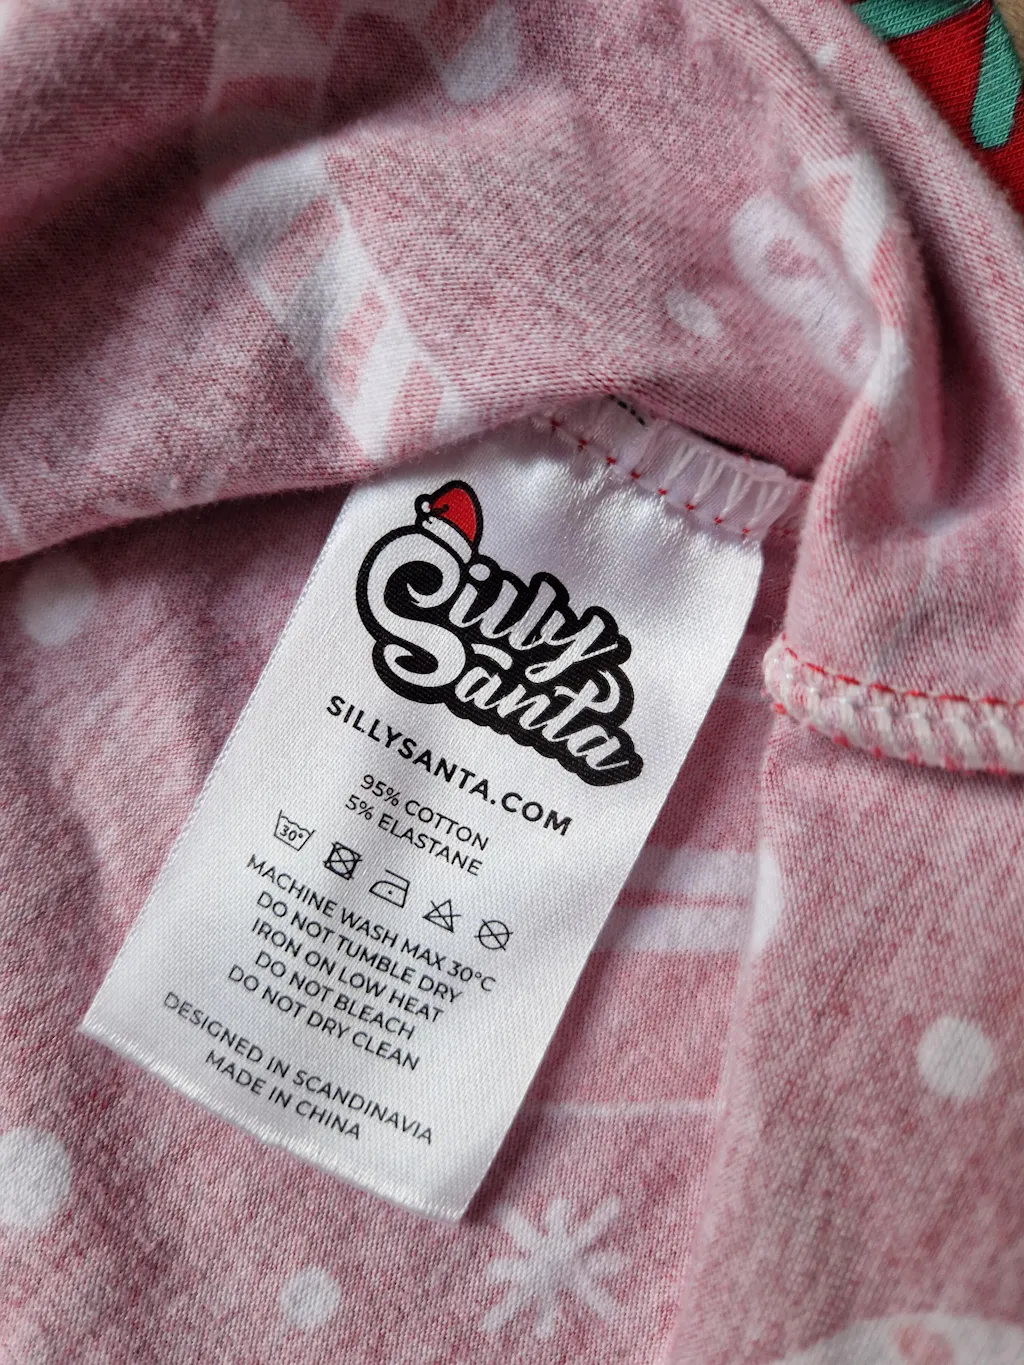 Silly
Santa
SILLYSANTA.COM
95% COTTON
5% ELASTANE
30°
MACHINE WASH MAX 30°C
DO NOT TUMBLE DRY
IRON ON LOW HEAT
DO NOT BLEACH
DO NOT DRY CLEAN
DESIGNED IN SCANDINAVIA
MADE IN CHINA